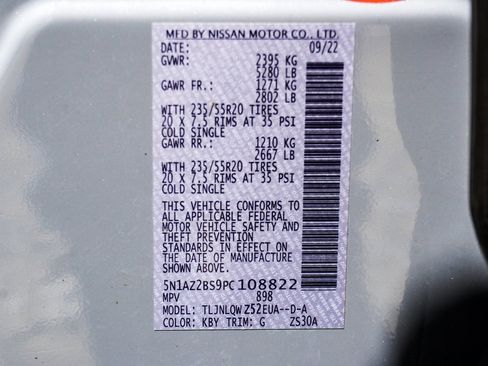 MFD BY NISSAN MOTOR CO., LTD.
DATE: 09/22
GVWR: 2395 KG
5280 LB
GAWR FR.: 1271 KG
2802 LB
WITH 235/55R20 TIRES
20 X 7.5 RIMS AT 35 PSI
COLD SINGLE
GAWR RR.: 1210 KG
2667 LB
WITH 235/55R20 TIRES
20 X 7.5 RIMS AT 35 PSI
COLD SINGLE
THIS VEHICLE CONFORMS TO
ALL APPLICABLE FEDERAL
MOTOR VEHICLE SAFETY AND
THEFT PREVENTION
STANDARDS IN EFFECT ON
THE DATE OF MANUFACTURE
SHOWN ABOVE.
5N1AZ2BS9PC108822
MPV 898
MODEL: TLJNLQW Z52EUA--D-A
COLOR: KBY TRIM: G ZS30A